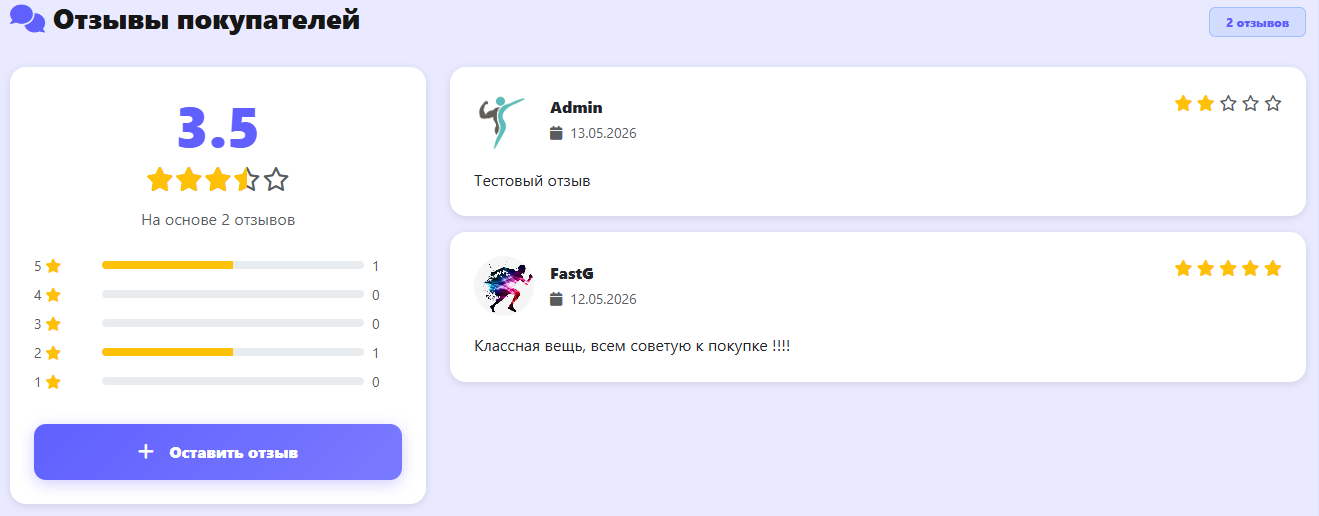 Отзывы покупателей
2 отзывов
3.5
На основе 2 отзывов
5 1
4 0
3 0
2 1
1 0
+ Оставить отзыв
Admin
13.05.2026
Тестовый отзыв
FastG
12.05.2026
Классная вещь, всем советую к покупке !!!!